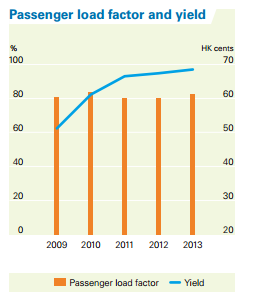 Passenger load factor and yield
% HK cents
100 70
80 60
60 50
40 40
20 30
0 20
2009 2010 2011 2012 2013
Passenger load factor Yield